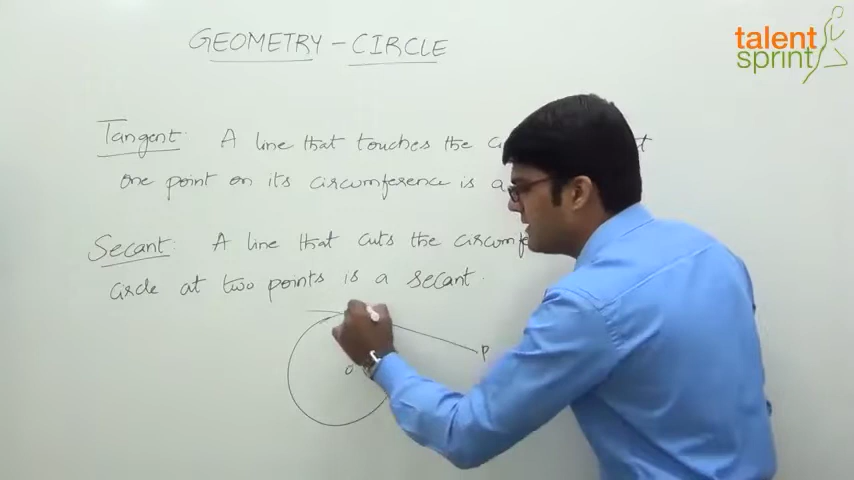 GEOMETRY - CIRCLE
talent
sprint
Tangent: A line that touches the
one point on its circumference is a
Secant: A line that cuts the
circle at two points is a secant.
P
O